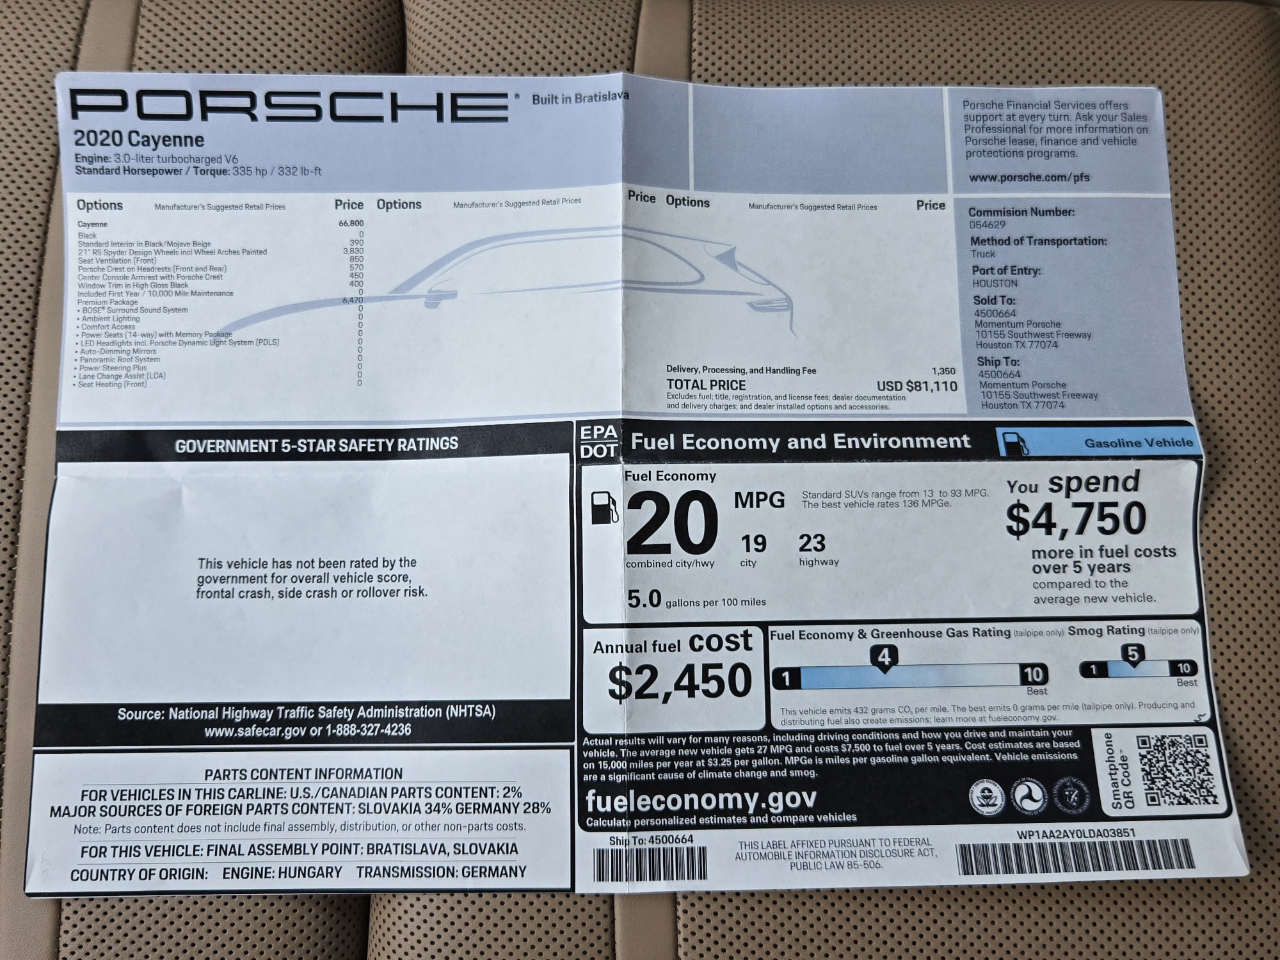 PORSCHE® Built in Bratislava
2020 Cayenne
Engine: 3.0-liter turbocharged V6
Standard Horsepower / Torque: 335 hp / 332 lb-ft
Porsche Financial Services offers
support at every turn. Ask your Sales
Professional for more information on
Porsche lease, finance and vehicle
protections programs.
www.porsche.com/pfs
Options Manufacturer's Suggested Retail Prices Price Options Manufacturer's Suggested Retail Prices Price Options Manufacturer's Suggested Retail Prices Price
Cayenne 66,800
Black 0
Standard Interior in Black/Mojave Beige 390
21" RS Spyder Design Wheels incl Wheel Arches Painted 3,830
Seat Ventilation (Front) 850
Porsche Crest on Headrests (Front and Rear) 570
Center Console Armrest with Porsche Crest 450
Window Trim in High Gloss Black 400
Included First Year / 10,000 Mile Maintenance 0
Premium Package 6,470
• BOSE® Surround Sound System 0
• Ambient Lighting 0
• Comfort Access 0
• Power Seats (14-way) with Memory Package 0
• LED Headlights incl. Porsche Dynamic Light System (PDLS) 0
• Auto-Dimming Mirrors 0
• Panoramic Roof System 0
• Power Steering Plus 0
• Lane Change Assist (LCA) 0
• Seat Heating (Front) 0
Delivery, Processing, and Handling Fee 1,350
TOTAL PRICE USD $81,110
Excludes fuel; title, registration, and license fees; dealer documentation
and delivery charges; and dealer installed options and accessories.
Commision Number:
D54629
Method of Transportation:
Truck
Port of Entry:
HOUSTON
Sold To:
4500664
Momentum Porsche
10155 Southwest Freeway
Houston TX 77074
Ship To:
4500664
Momentum Porsche
10155 Southwest Freeway
Houston TX 77074
GOVERNMENT 5-STAR SAFETY RATINGS
This vehicle has not been rated by the
government for overall vehicle score,
frontal crash, side crash or rollover risk.
Source: National Highway Traffic Safety Administration (NHTSA)
www.safecar.gov or 1-888-327-4236
PARTS CONTENT INFORMATION
FOR VEHICLES IN THIS CARLINE: U.S./CANADIAN PARTS CONTENT: 2%
MAJOR SOURCES OF FOREIGN PARTS CONTENT: SLOVAKIA 34% GERMANY 28%
Note: Parts content does not include final assembly, distribution, or other non-parts costs.
FOR THIS VEHICLE: FINAL ASSEMBLY POINT: BRATISLAVA, SLOVAKIA
COUNTRY OF ORIGIN: ENGINE: HUNGARY TRANSMISSION: GERMANY
EPA
DOT
Fuel Economy and Environment
Gasoline Vehicle
Fuel Economy
20 MPG
combined city/hwy
19
city
23
highway
5.0 gallons per 100 miles
Standard SUVs range from 13 to 93 MPG.
The best vehicle rates 136 MPGe.
You spend
$4,750
more in fuel costs
over 5 years
compared to the
average new vehicle.
Annual fuel cost
$2,450
Fuel Economy & Greenhouse Gas Rating (tailpipe only)
1 4 10
Best
Smog Rating (tailpipe only)
1 5 10
Best
This vehicle emits 432 grams CO₂ per mile. The best emits 0 grams per mile (tailpipe only). Producing and
distributing fuel also create emissions; learn more at fueleconomy.gov.
Actual results will vary for many reasons, including driving conditions and how you drive and maintain your
vehicle. The average new vehicle gets 27 MPG and costs $7,500 to fuel over 5 years. Cost estimates are based
on 15,000 miles per year at $3.25 per gallon. MPGe is miles per gasoline gallon equivalent. Vehicle emissions
are a significant cause of climate change and smog.
fueleconomy.gov
Calculate personalized estimates and compare vehicles
Smartphone
QR Code™
Ship To: 4500664
THIS LABEL AFFIXED PURSUANT TO FEDERAL
AUTOMOBILE INFORMATION DISCLOSURE ACT,
PUBLIC LAW 85-506.
WP1AA2AY0LDA03851